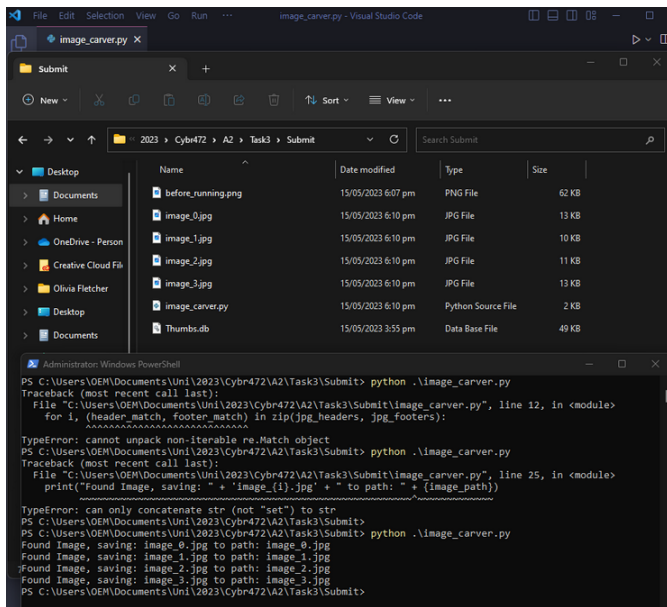 File Edit Selection View Go Run ··· image_carver.py - Visual Studio Code
image_carver.py
Submit
New Sort View ···
2023 > Cybr472 > A2 > Task3 > Submit Search Submit
Name Date modified Type Size
Desktop
Documents before_running.png 15/05/2023 6:07 pm PNG File 62 KB
Home image_0.jpg 15/05/2023 6:10 pm JPG File 13 KB
OneDrive - Person image_1.jpg 15/05/2023 6:10 pm JPG File 10 KB
Creative Cloud File image_2.jpg 15/05/2023 6:10 pm JPG File 11 KB
Olivia Fletcher image_3.jpg 15/05/2023 6:10 pm JPG File 13 KB
Desktop image_carver.py 15/05/2023 6:10 pm Python Source File 2 KB
Documents Thumbs.db 15/05/2023 3:55 pm Data Base File 49 KB
Administrator: Windows PowerShell
PS C:\Users\OEM\Documents\Uni\2023\Cybr472\A2\Task3\Submit> python .\image_carver.py
Traceback (most recent call last):
  File "C:\Users\OEM\Documents\Uni\2023\Cybr472\A2\Task3\Submit\image_carver.py", line 12, in <module>
    for i, (header_match, footer_match) in zip(jpg_headers, jpg_footers):
           ^^^^^^^^^^^^^^^^^^^^^^^^^^^^
TypeError: cannot unpack non-iterable re.Match object
PS C:\Users\OEM\Documents\Uni\2023\Cybr472\A2\Task3\Submit> python .\image_carver.py
Traceback (most recent call last):
  File "C:\Users\OEM\Documents\Uni\2023\Cybr472\A2\Task3\Submit\image_carver.py", line 25, in <module>
    print("Found Image, saving: " + 'image_{i}.jpg' + " to path: " + {image_path})
          ~~~~~~~~~~~~~~~~~~~~~~~~~~~~~~~~~~~~~~~~~~~~~~~~~~~~~~~^~~~~~~~~~~~~~
TypeError: can only concatenate str (not "set") to str
PS C:\Users\OEM\Documents\Uni\2023\Cybr472\A2\Task3\Submit>
PS C:\Users\OEM\Documents\Uni\2023\Cybr472\A2\Task3\Submit> python .\image_carver.py
Found Image, saving: image_0.jpg to path: image_0.jpg
Found Image, saving: image_1.jpg to path: image_1.jpg
Found Image, saving: image_2.jpg to path: image_2.jpg
Found Image, saving: image_3.jpg to path: image_3.jpg
PS C:\Users\OEM\Documents\Uni\2023\Cybr472\A2\Task3\Submit>